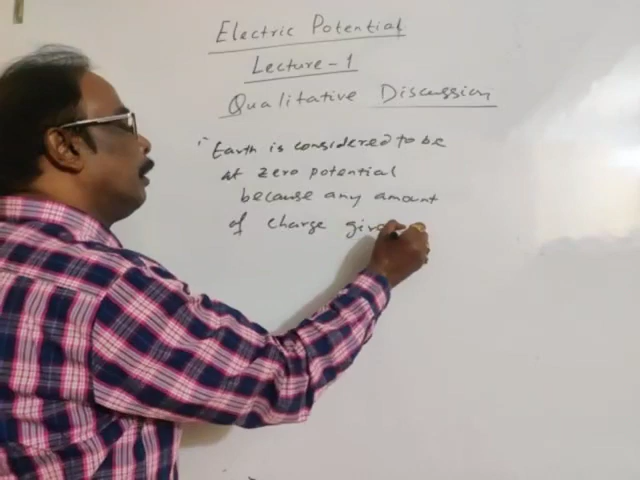 Electric Potential
Lecture-1
Qualitative Discussion
"Earth is considered to be
at zero potential
because any amount
of charge give